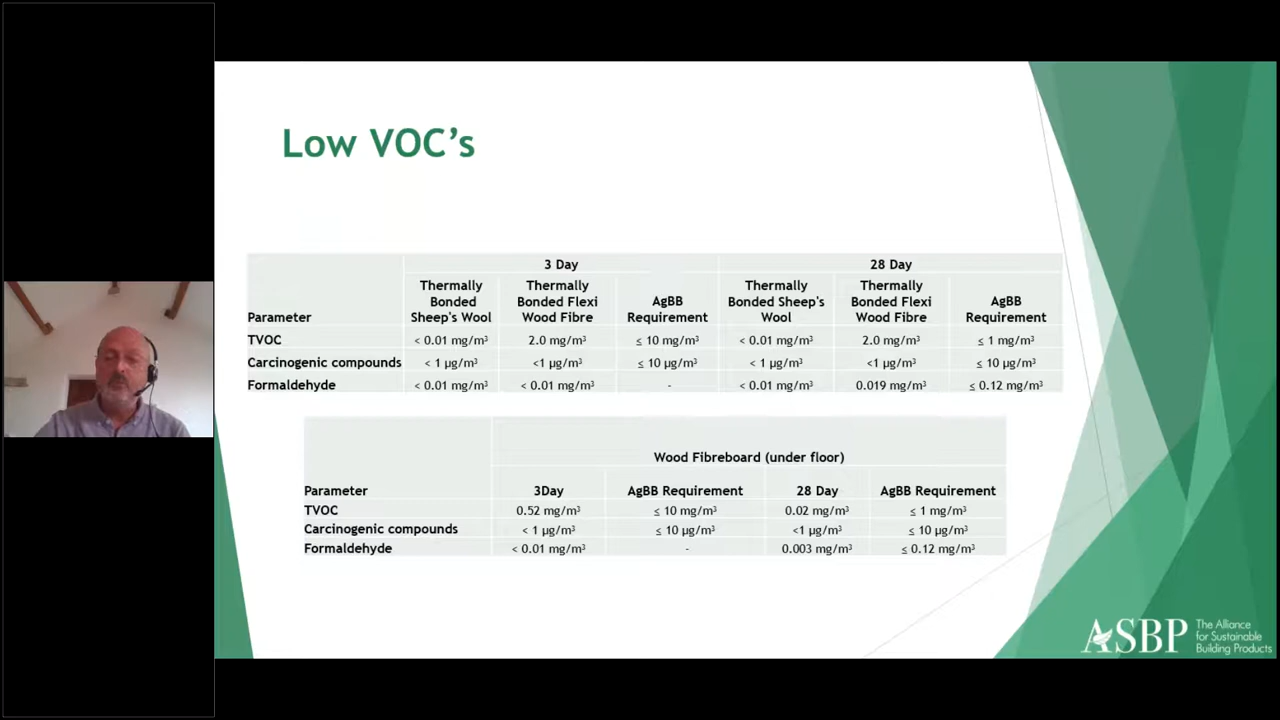 Low VOC’s
3 Day 28 Day
Thermally Bonded Sheep's Wool Thermally Bonded Flexi Wood Fibre AgBB Requirement Thermally Bonded Sheep's Wool Thermally Bonded Flexi Wood Fibre AgBB Requirement
Parameter
TVOC < 0.01 mg/m³ 2.0 mg/m³ ≤ 10 mg/m³ < 0.01 mg/m³ 2.0 mg/m³ ≤ 1 mg/m³
Carcinogenic compounds < 1 µg/m³ <1 µg/m³ ≤ 10 µg/m³ < 1 µg/m³ <1 µg/m³ ≤ 10 µg/m³
Formaldehyde < 0.01 mg/m³ < 0.01 mg/m³ - < 0.01 mg/m³ 0.019 mg/m³ ≤ 0.12 mg/m³
Wood Fibreboard (under floor)
Parameter 3Day AgBB Requirement 28 Day AgBB Requirement
TVOC 0.52 mg/m³ ≤ 10 mg/m³ 0.02 mg/m³ ≤ 1 mg/m³
Carcinogenic compounds < 1 µg/m³ ≤ 10 µg/m³ <1 µg/m³ ≤ 10 µg/m³
Formaldehyde < 0.01 mg/m³ - 0.003 mg/m³ ≤ 0.12 mg/m³
ASBP The Alliance
for Sustainable
Building Products